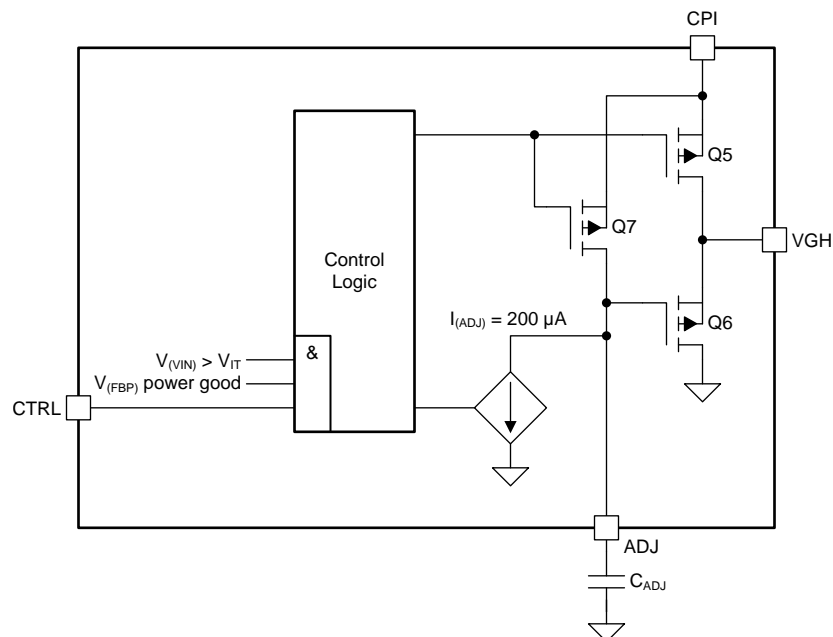 CPI
Q5
Q7
VGH
Control
Logic
I(ADJ) = 200 µA
Q6
&
V(VIN) > VIT
V(FBP) power good
CTRL
ADJ
CADJ